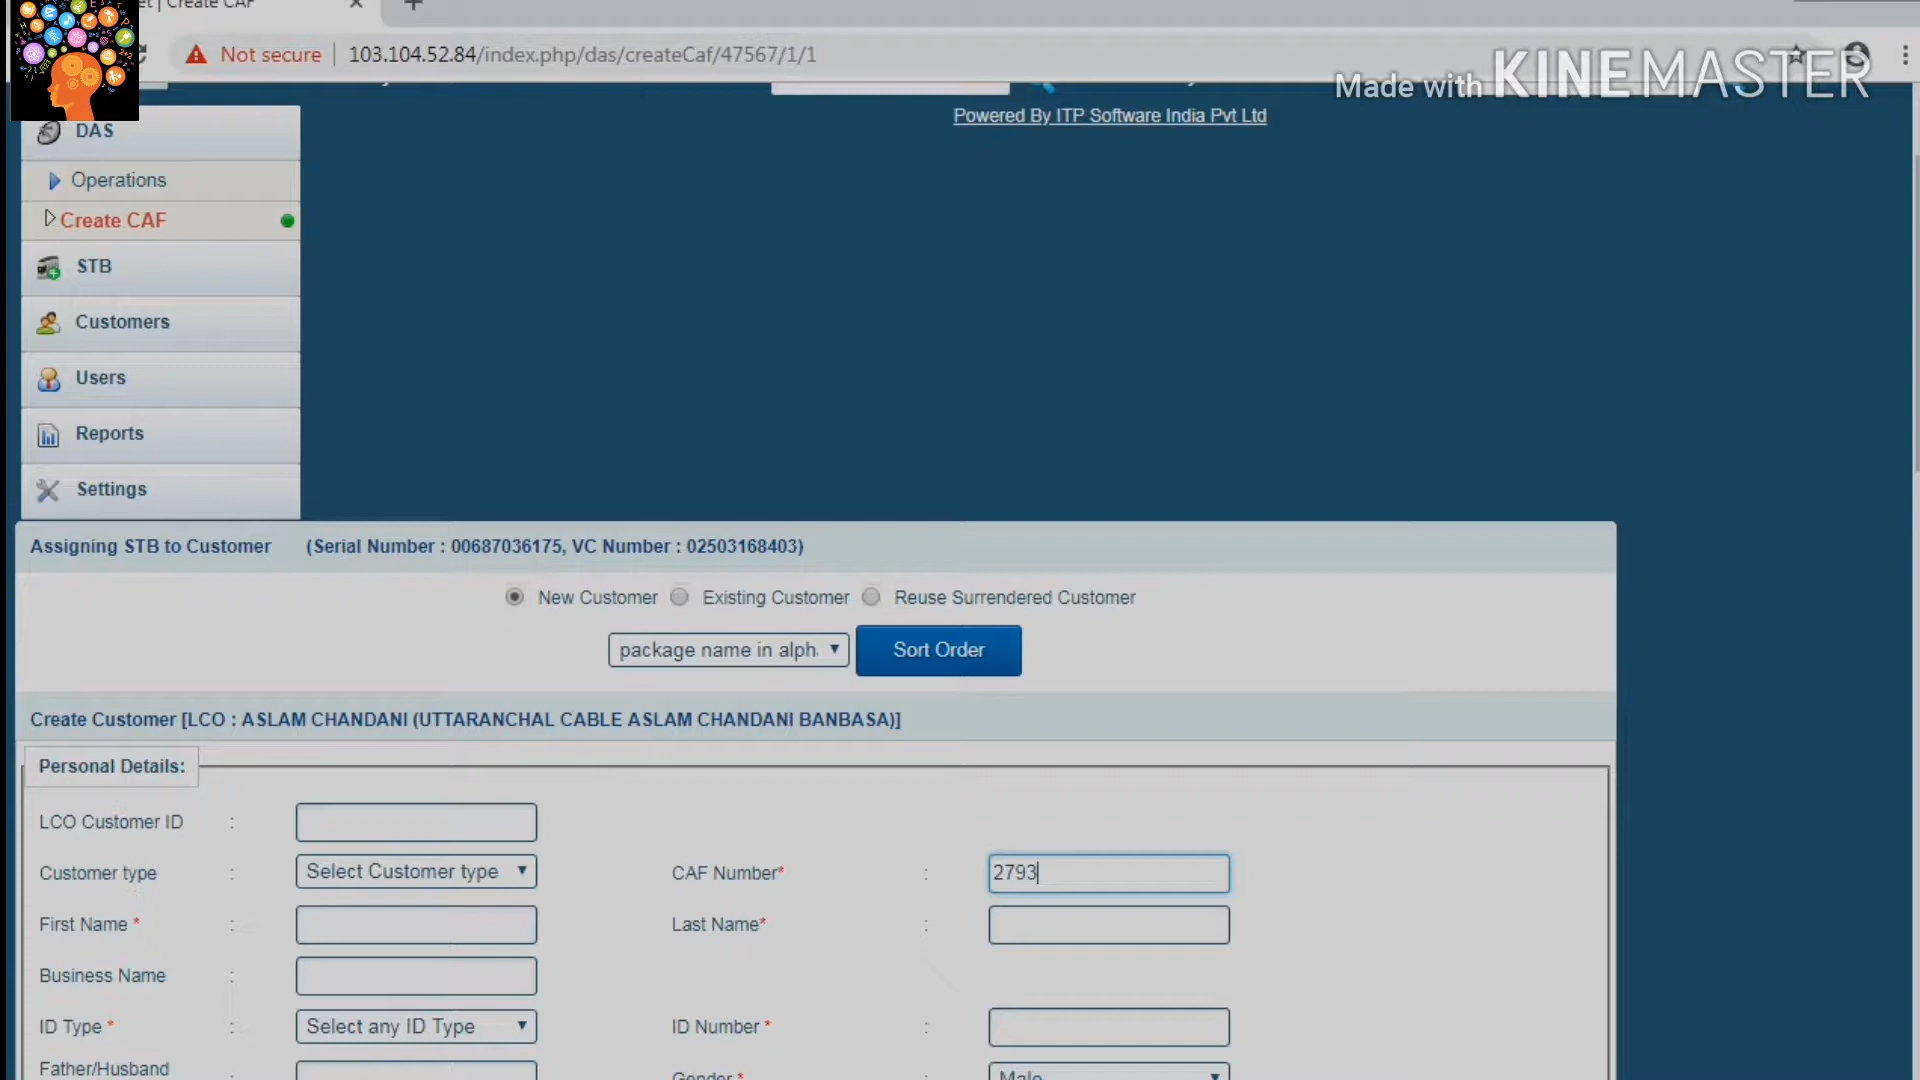 | Create CAF
Not secure | 103.104.52.84/index.php/das/createCaf/47567/1/1
Made with KINEMASTER
Powered By ITP Software India Pvt Ltd
DAS
Operations
Create CAF
STB
Customers
Users
Reports
Settings
Assigning STB to Customer (Serial Number : 00687036175, VC Number : 02503168403)
New Customer Existing Customer Reuse Surrendered Customer
package name in alph Sort Order
Create Customer [LCO : ASLAM CHANDANI (UTTARANCHAL CABLE ASLAM CHANDANI BANBASA)]
Personal Details:
LCO Customer ID :
Customer type : Select Customer type CAF Number* : 2793
First Name * : Last Name* :
Business Name :
ID Type * : Select any ID Type ID Number * :
Father/Husband : Gender * : Male